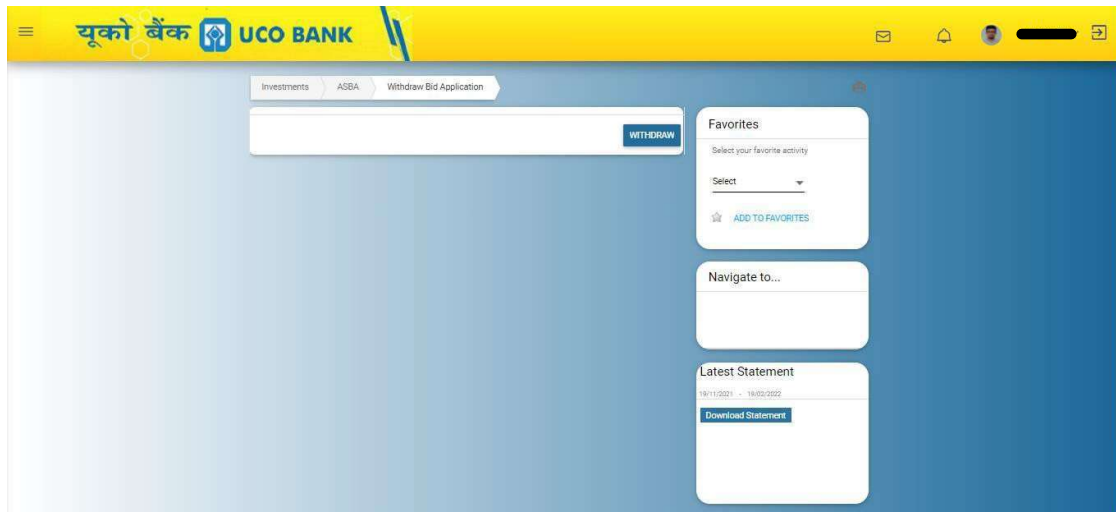 यूको बैंक UCO BANK
Investments ASBA Withdraw Bid Application
WITHDRAW
Favorites
Select your favorite activity
Select
ADD TO FAVORITES
Navigate to...
Latest Statement
19/11/2021 - 19/02/2022
Download Statement